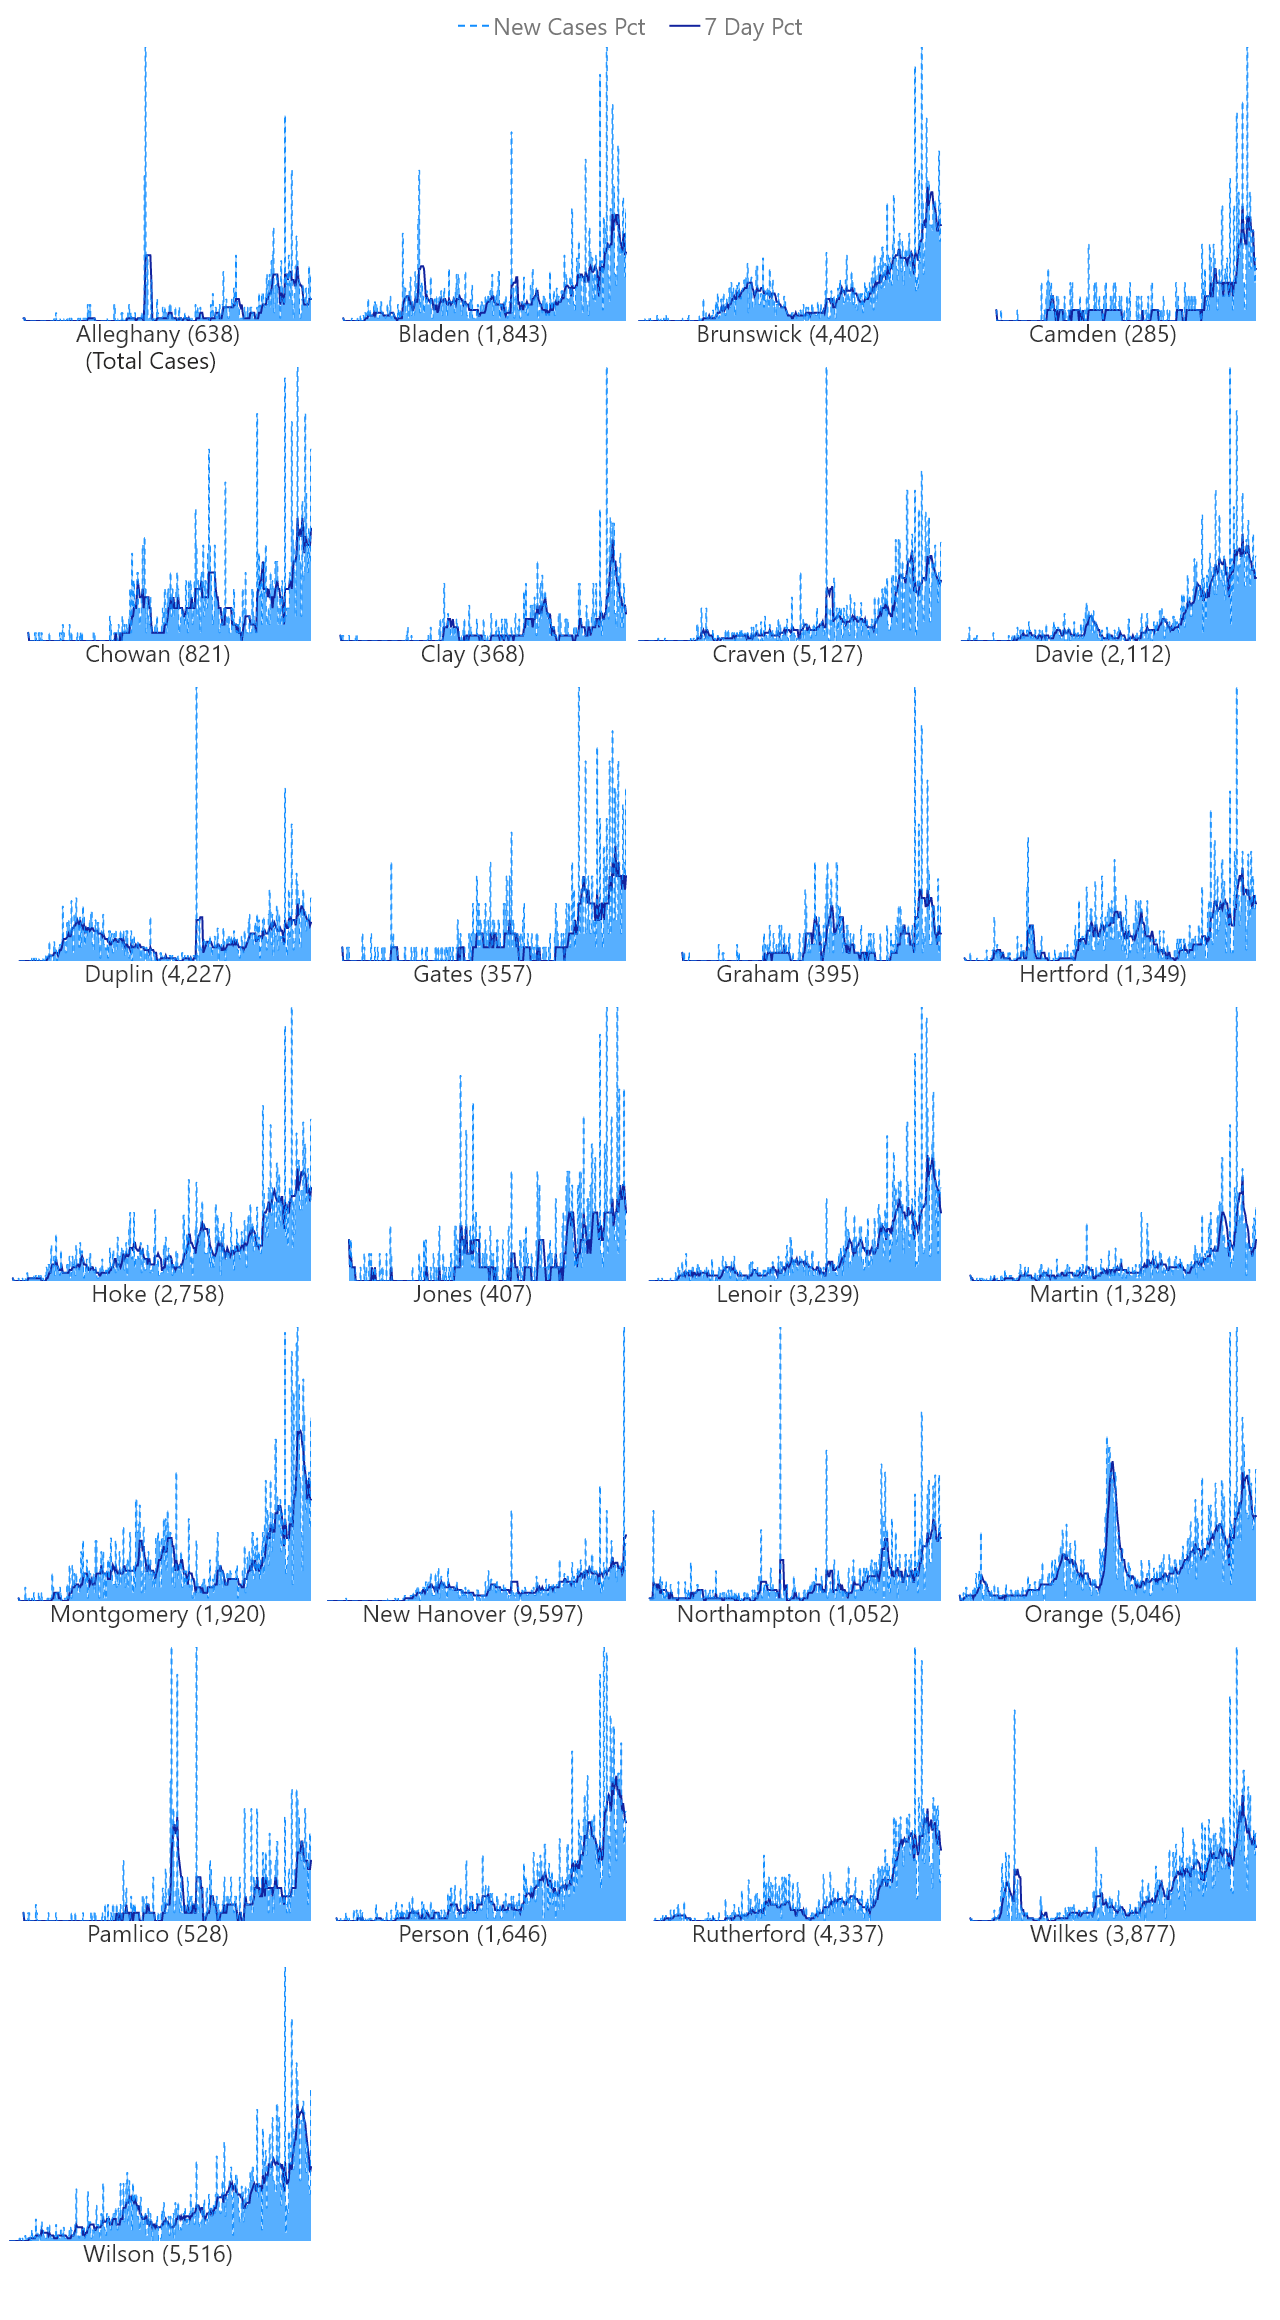 New Cases Pct 7 Day Pct
Alleghany (638) Bladen (1,843) Brunswick (4,402) Camden (285)
(Total Cases)
Chowan (821) Clay (368) Craven (5,127) Davie (2,112)
Duplin (4,227) Gates (357) Graham (395) Hertford (1,349)
Hoke (2,758) Jones (407) Lenoir (3,239) Martin (1,328)
Montgomery (1,920) New Hanover (9,597) Northampton (1,052) Orange (5,046)
Pamlico (528) Person (1,646) Rutherford (4,337) Wilkes (3,877)
Wilson (5,516)